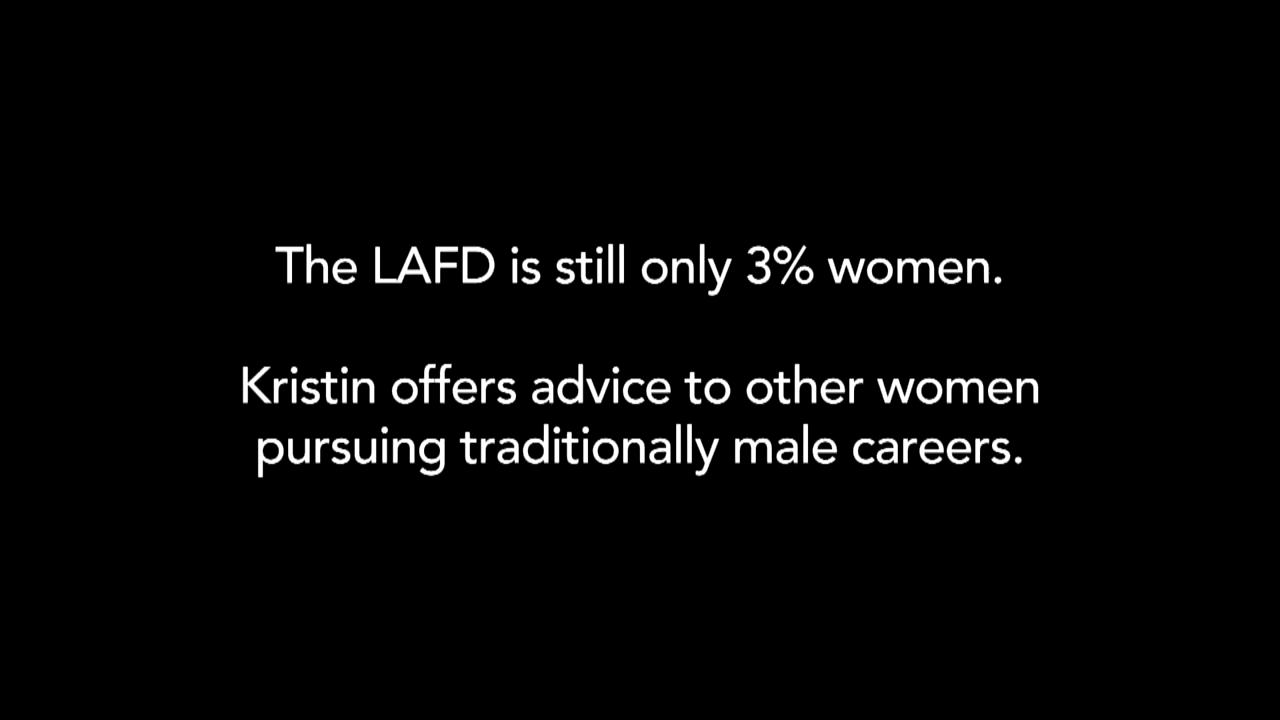 The LAFD is still only 3% women.
Kristin offers advice to other women
pursuing traditionally male careers.